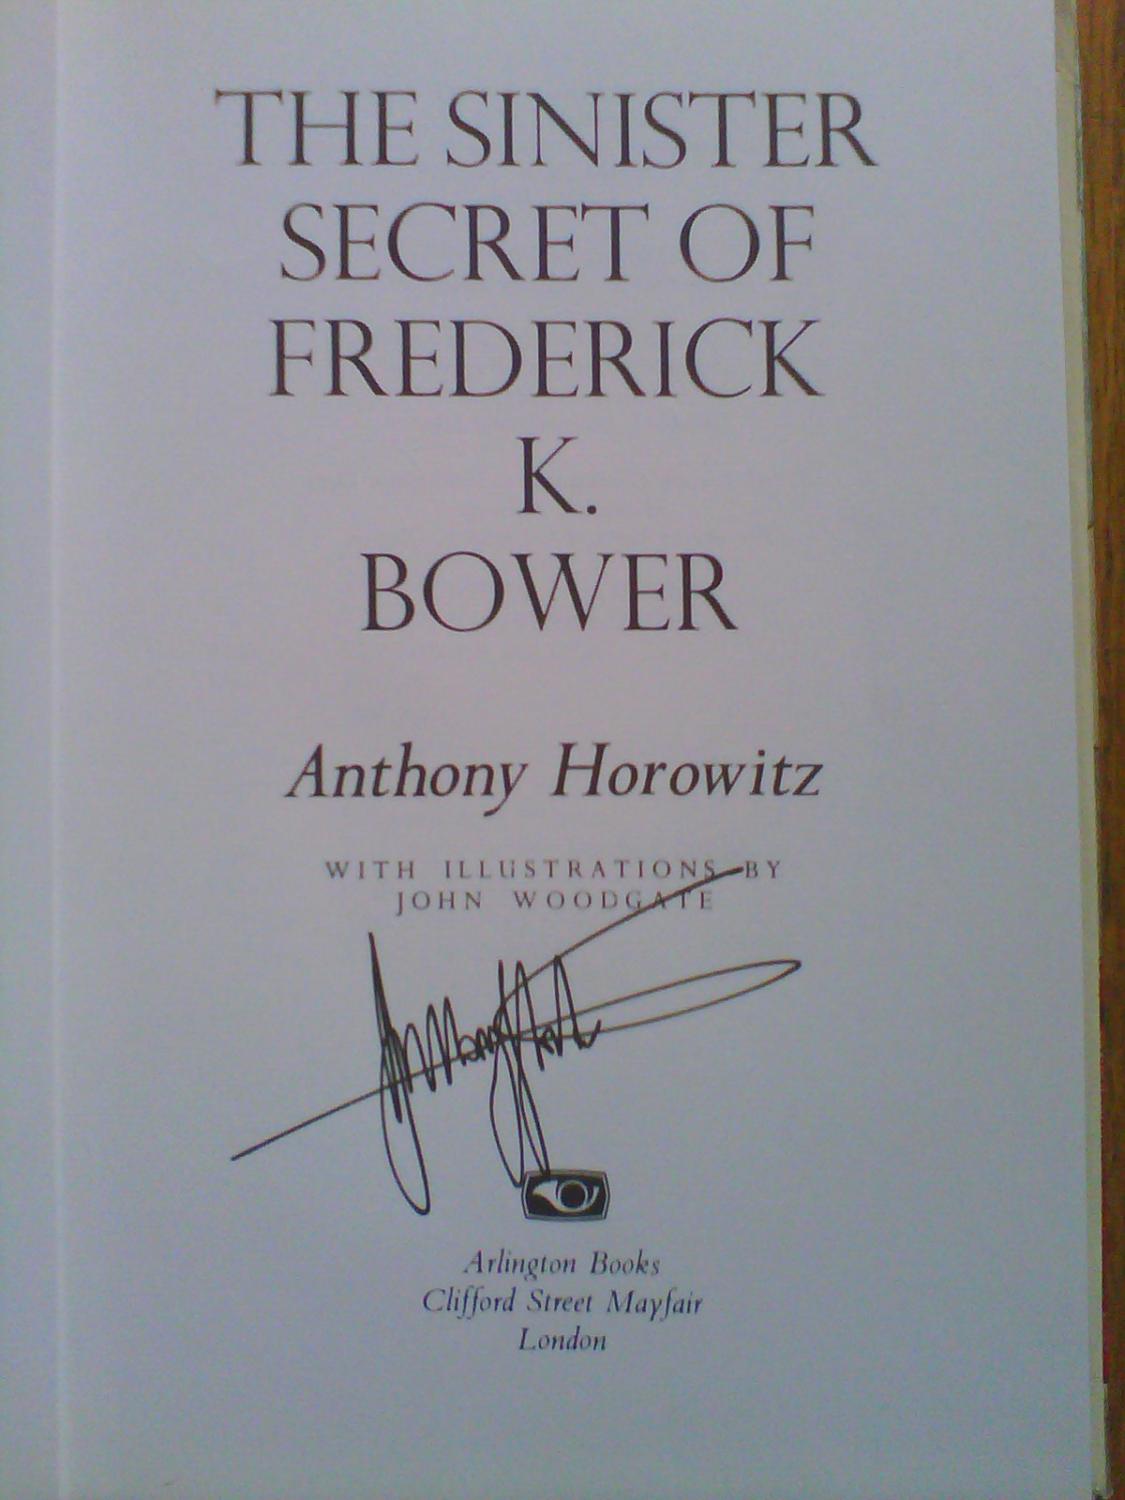 THE SINISTER
SECRET OF
FREDERICK
K.
BOWER
Anthony Horowitz
WITH ILLUSTRATIONS BY
JOHN WOODGATE
Arlington Books
Clifford Street Mayfair
London